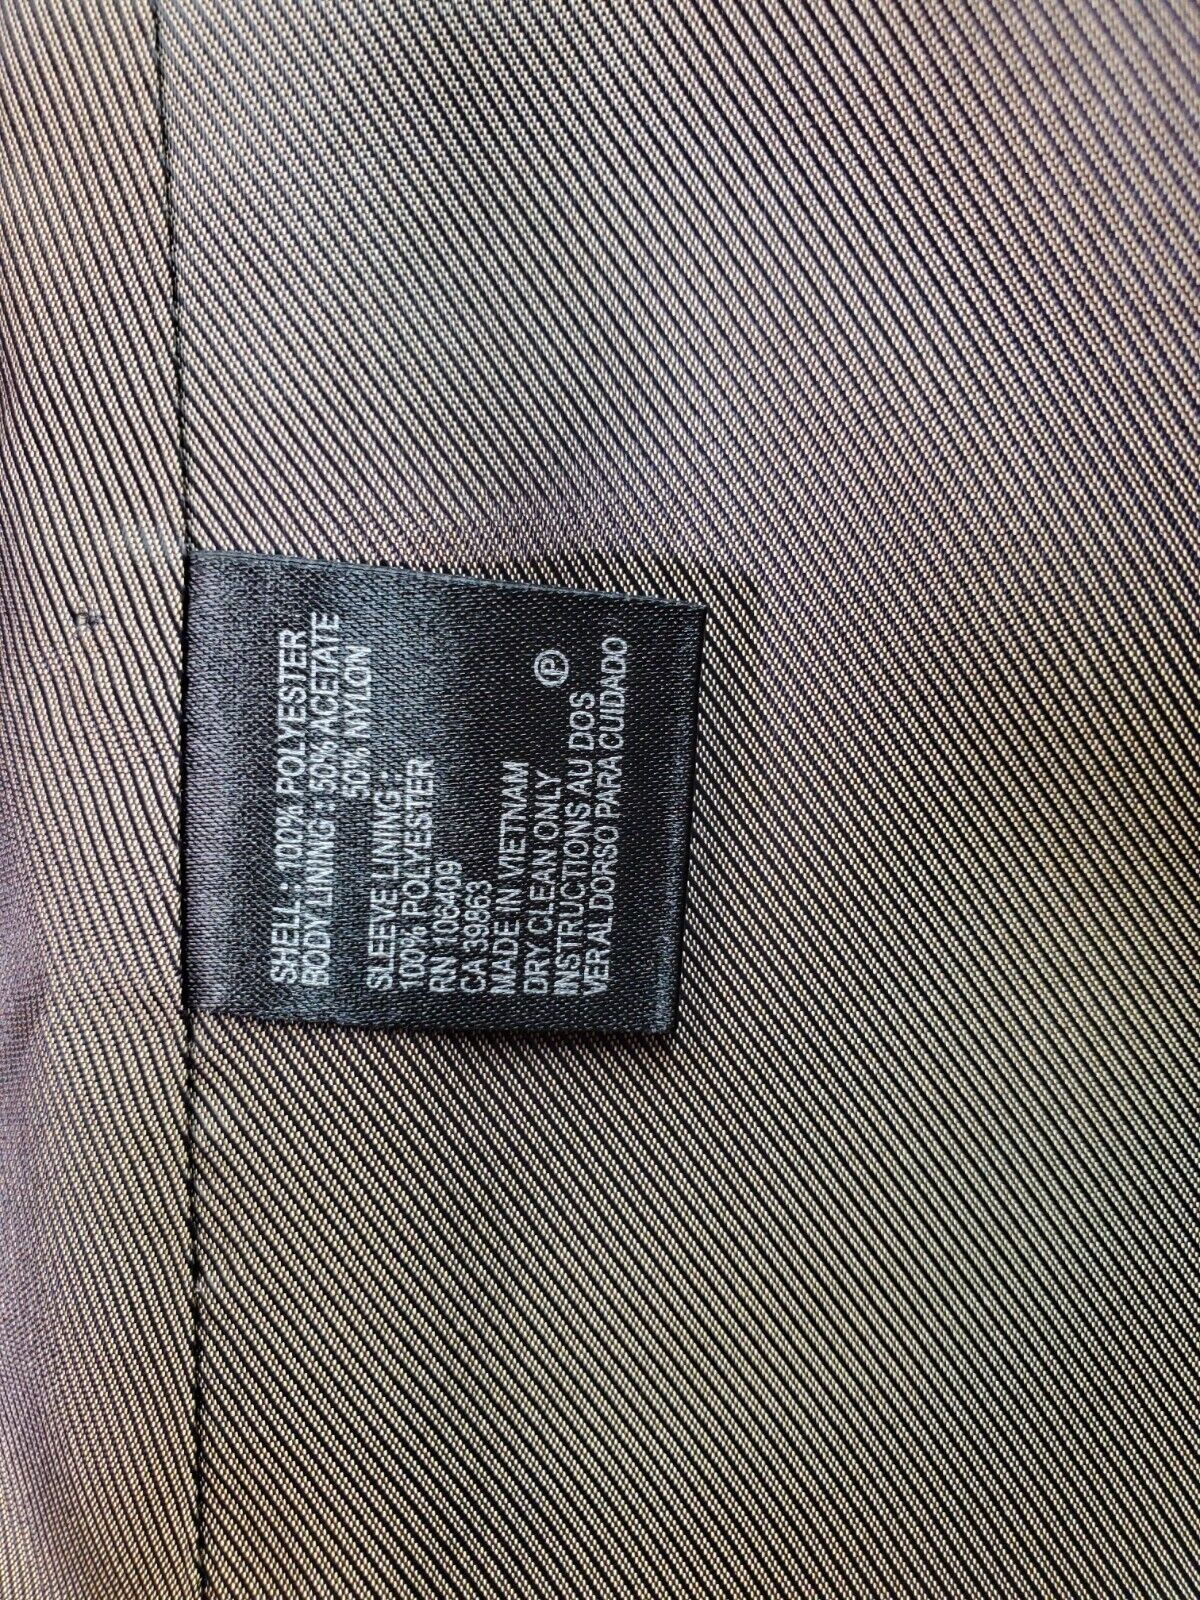 SHELL : 100% POLYESTER
BODY LINING : 50% ACETATE
50% NYLON
SLEEVE LINING :
100% POLYESTER
RN 106409
CA 39863
MADE IN VIETNAM
DRY CLEAN ONLY Ⓟ
INSTRUCTIONS AU DOS
VER AL DORSO PARA CUIDADO